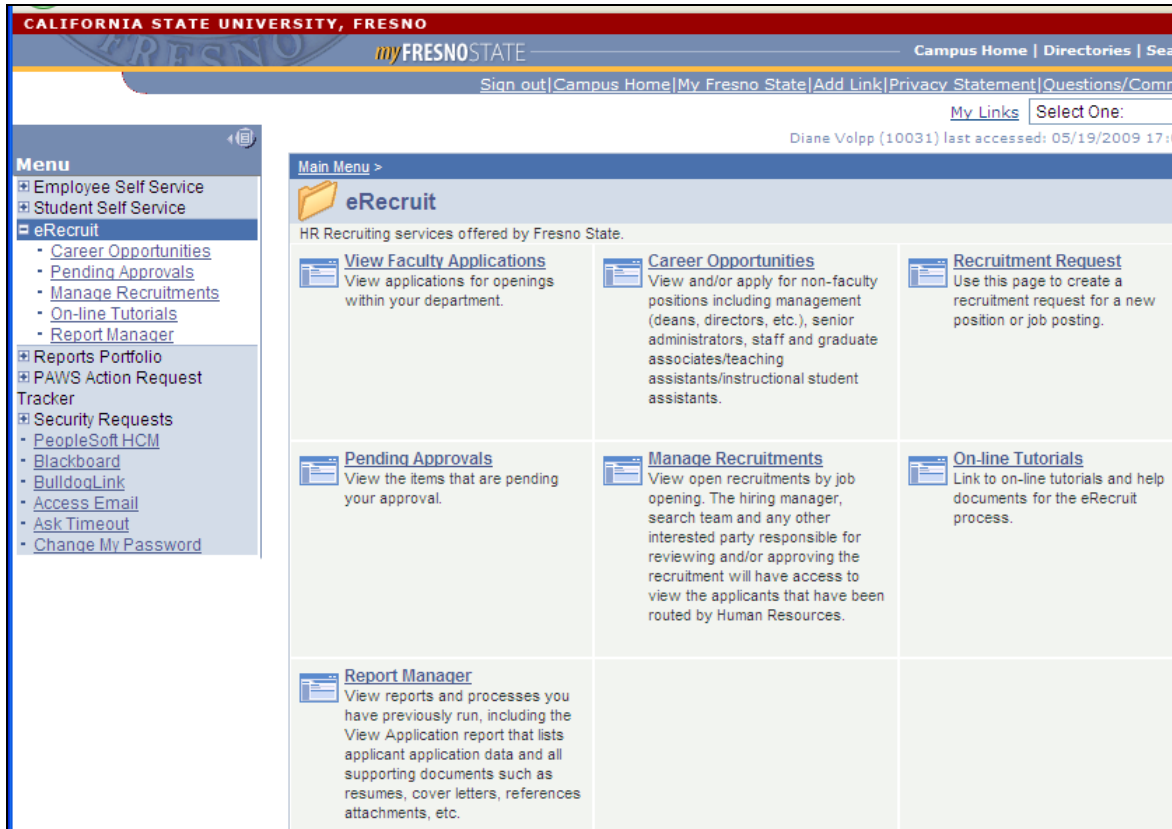 CALIFORNIA STATE UNIVERSITY, FRESNO
FRESNO
my FRESNOSTATE
Campus Home | Directories |
Sign out|Campus Home|My Fresno State|Add Link|Privacy Statement|
My Links Select One:
Diane Volpp (10031) last accessed: 05/19/2009
Menu
Employee Self Service
Student Self Service
eRecruit
Career Opportunities
Pending Approvals
Manage Recruitments
On-line Tutorials
Report Manager
Reports Portfolio
PAWS Action Request
Tracker
Security Requests
PeopleSoft HCM
Blackboard
BulldogLink
Access Email
Ask Timeout
Change My Password
Main Menu >
eRecruit
HR Recruiting services offered by Fresno State.
View Faculty Applications
View applications for openings
within your department.
Career Opportunities
View and/or apply for non-faculty
positions including management
(deans, directors, etc.), senior
administrators, staff and graduate
associates/teaching
assistants/instructional student
assistants.
Recruitment Request
Use this page to create a
recruitment request for a new
position or job posting.
Pending Approvals
View the items that are pending
your approval.
Manage Recruitments
View open recruitments by job
opening. The hiring manager,
search team and any other
interested party responsible for
reviewing and/or approving the
recruitment will have access to
view the applicants that have been
routed by Human Resources.
On-line Tutorials
Link to on-line tutorials and help
documents for the eRecruit
process.
Report Manager
View reports and processes you
have previously run, including the
View Application report that lists
applicant application data and all
supporting documents such as
resumes, cover letters, references
attachments, etc.